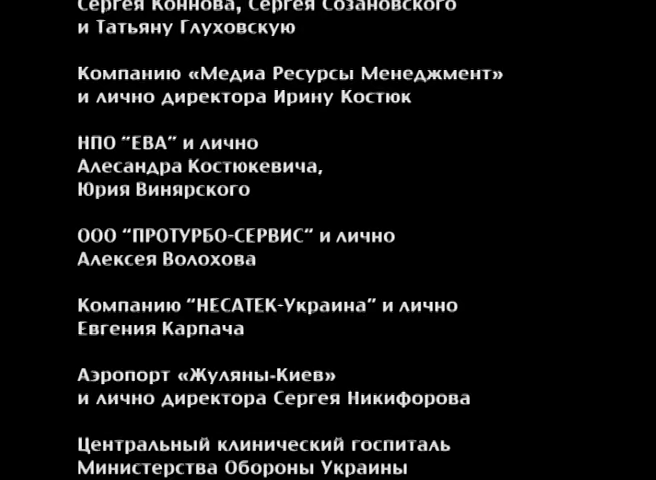 Сергея Коннова, Сергея Созановского
и Татьяну Глуховскую
Компанию «Медиа Ресурсы Менеджмент»
и лично директора Ирину Костюк
НПО "ЕВА" и лично
Алесандра Костюкевича,
Юрия Винярского
ООО "ПРОТУРБО-СЕРВИС" и лично
Алексея Волохова
Компанию "НЕСАТЕК-Украина" и лично
Евгения Карпача
Аэропорт «Жуляны-Киев»
и лично директора Сергея Никифорова
Центральный клинический госпиталь
Министерства Обороны Украины